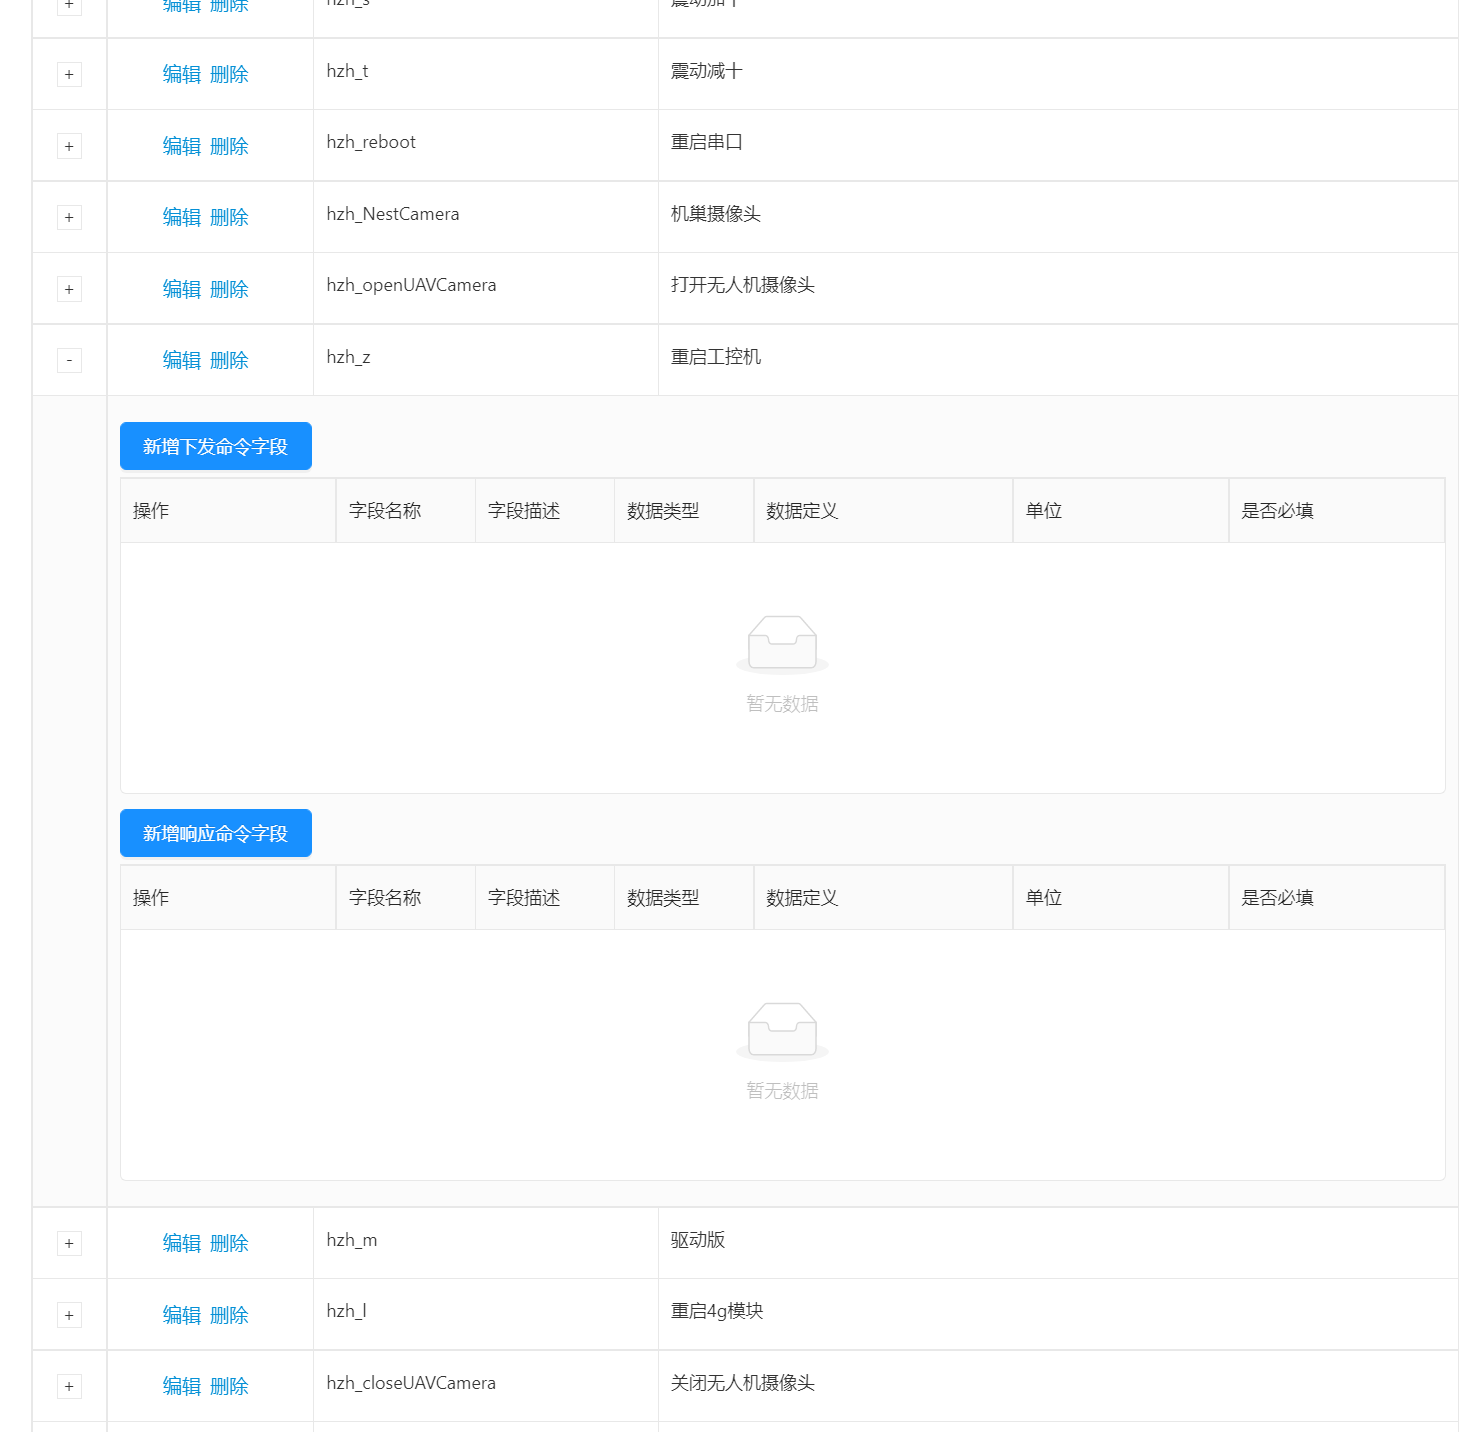 + 编辑 删除 hzh_s 震动加十
+ 编辑 删除 hzh_t 震动减十
+ 编辑 删除 hzh_reboot 重启串口
+ 编辑 删除 hzh_NestCamera 机巢摄像头
+ 编辑 删除 hzh_openUAVCamera 打开无人机摄像头
- 编辑 删除 hzh_z 重启工控机
新增下发命令字段
操作 字段名称 字段描述 数据类型 数据定义 单位 是否必填
暂无数据
新增响应命令字段
操作 字段名称 字段描述 数据类型 数据定义 单位 是否必填
暂无数据
+ 编辑 删除 hzh_m 驱动版
+ 编辑 删除 hzh_l 重启4g模块
+ 编辑 删除 hzh_closeUAVCamera 关闭无人机摄像头